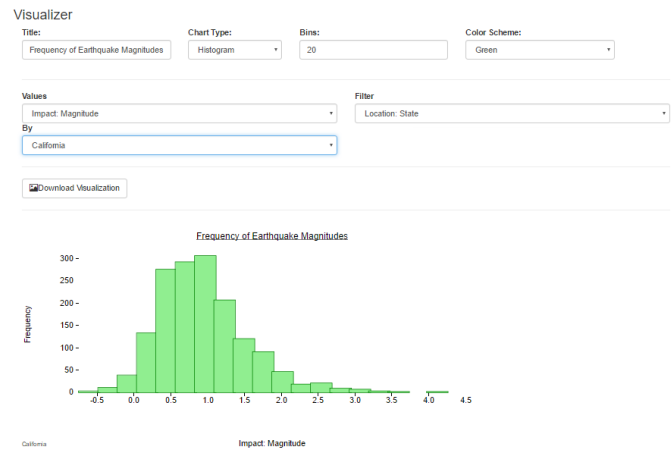 Visualizer
Title: Chart Type: Bins: Color Scheme:
Frequency of Earthquake Magnitudes Histogram 20 Green
Values Filter
Impact: Magnitude Location: State
By
California
Download Visualization
Frequency of Earthquake Magnitudes
300
250
200
150
100
50
0
Frequency
-0.5 0.0 0.5 1.0 1.5 2.0 2.5 3.0 3.5 4.0 4.5
California Impact: Magnitude